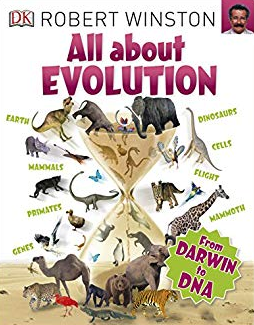 DK ROBERT WINSTON
All about
EVOLUTION
EARTH
DINOSAURS
CELLS
MAMMALS
FLIGHT
PRIMATES
MAMMOTH
GENES
From
DARWIN
to
DNA